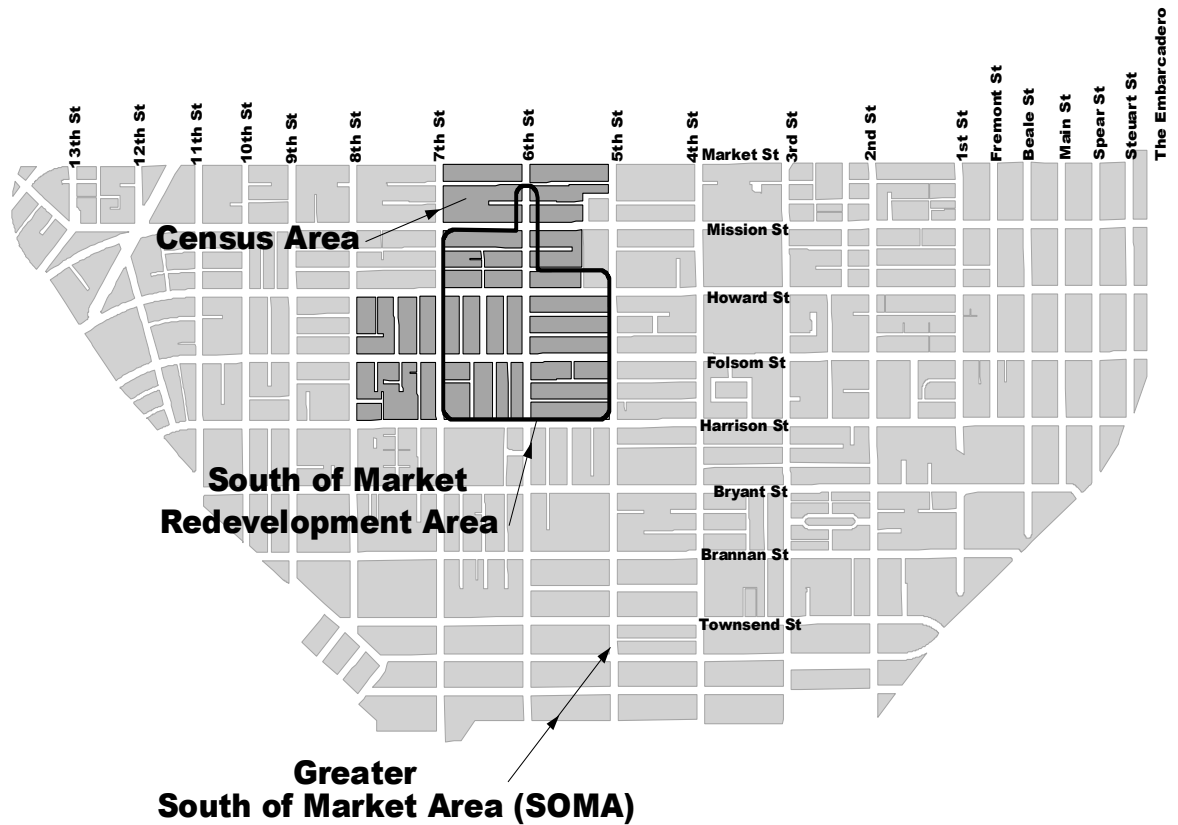 13th St
12th St
11th St
10th St
9th St
8th St
7th St
6th St
5th St
4th St
3rd St
2nd St
1st St
Fremont St
Beale St
Main St
Spear St
Steuart St
The Embarcadero
Market St
Mission St
Census Area
Howard St
Folsom St
Harrison St
South of Market
Redevelopment Area
Bryant St
Brannan St
Townsend St
Greater
South of Market Area (SOMA)